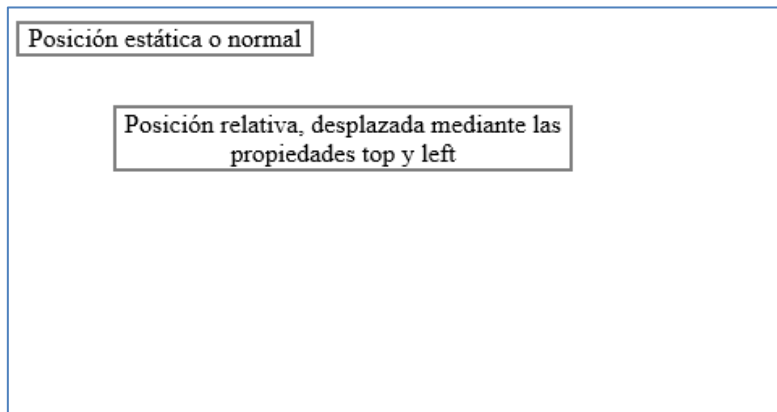 Posición estática o normal
Posición relativa, desplazada mediante las
propiedades top y left